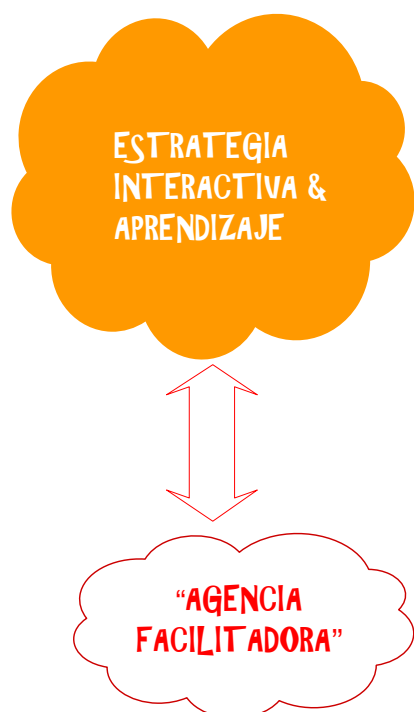 ESTRATEGIA
INTERACTIVA &
APRENDIZAJE
“AGENCIA
FACILITADORA”